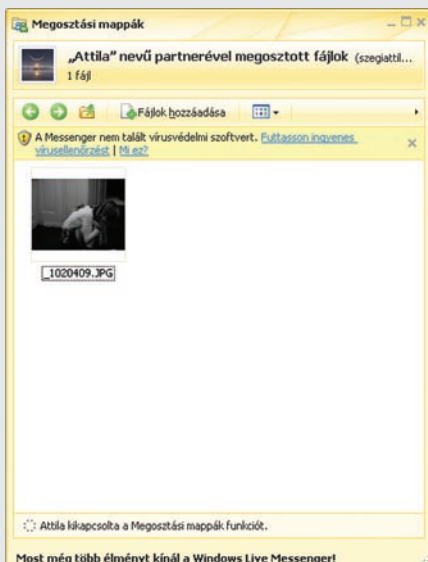 Megosztási mappák
„Attila” nevű partnerével megosztott fájlok (szegiattil...
1 fájl
Fájlok hozzáadása
A Messenger nem talált vírusvédelmi szoftvert. Futtasson ingyenes
vírusellenőrzést | Mi ez?
_1020409.JPG
Attila kikapcsolta a Megosztási mappák funkciót.
Most még több élményt kínál a Windows Live Messenger!